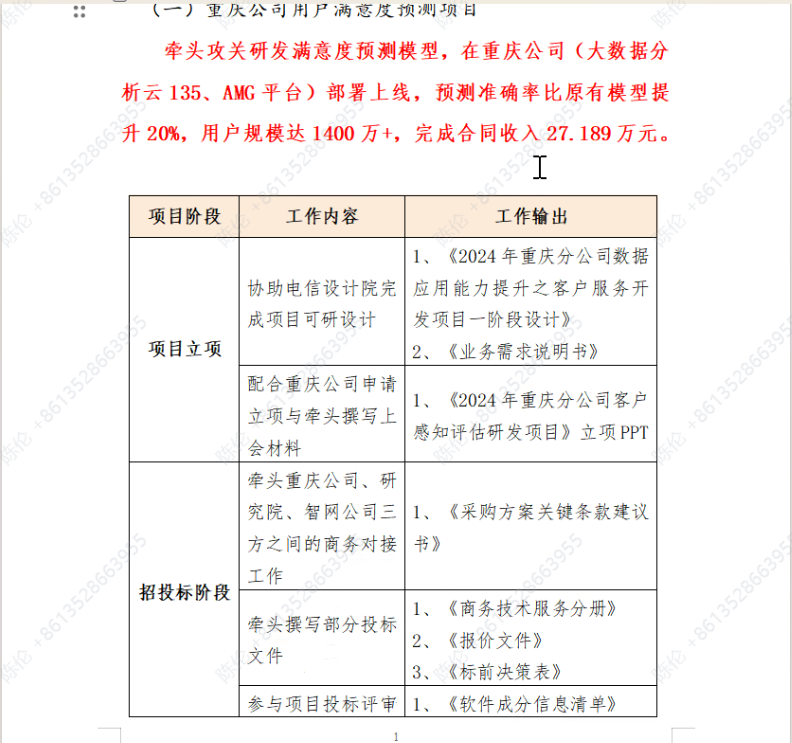 （一）重庆公司用户满意度预测项目
牵头攻关研发满意度预测模型，在重庆公司（大数据分
析云 135、AMG 平台）部署上线，预测准确率比原有模型提
升 20%，用户规模达 1400 万+，完成合同收入 27.189 万元。
项目阶段 工作内容 工作输出
项目立项
协助电信设计院完
成项目可研设计
1、《2024 年重庆分公司数据
应用能力提升之客户服务开
发项目一阶段设计》
2、《业务需求说明书》
配合重庆公司申请
立项与牵头撰写上
会材料
1、《2024 年重庆分公司客户
感知评估研发项目》立项 PPT
招投标阶段
牵头重庆公司、研
究院、智网公司三
方之间的商务对接
工作
1、《采购方案关键条款建议
书》
牵头撰写部分投标
文件
1、《商务技术服务分册》
2、《报价文件》
3、《标前决策表》
参与项目投标评审
1、《软件成分信息清单》
1
陈伦 +8613528663955